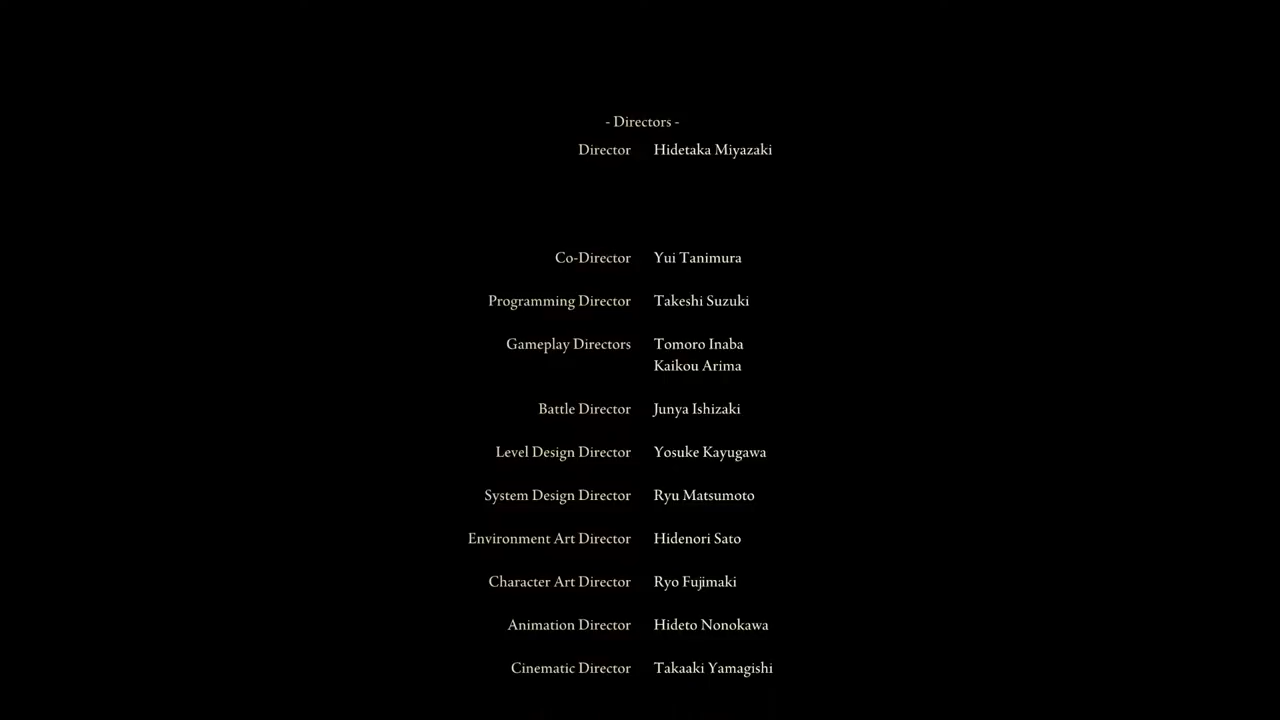 - Directors -
Director Hidetaka Miyazaki
Co-Director Yui Tanimura
Programming Director Takeshi Suzuki
Gameplay Directors Tomoro Inaba
Kaikou Arima
Battle Director Junya Ishizaki
Level Design Director Yosuke Kayugawa
System Design Director Ryu Matsumoto
Environment Art Director Hidenori Sato
Character Art Director Ryo Fujimaki
Animation Director Hideto Nonokawa
Cinematic Director Takaaki Yamagishi